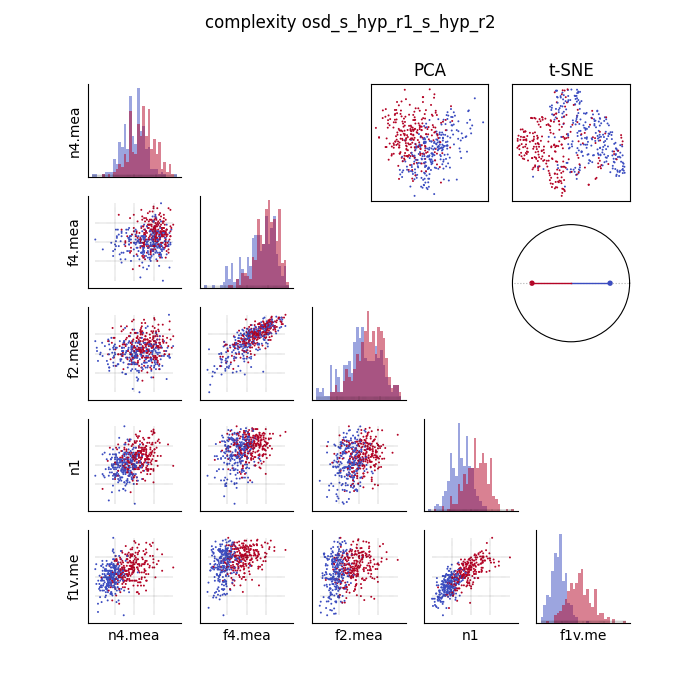 complexity osd_s_hyp_r1_s_hyp_r2
PCA
t-SNE
n4.mea
f4.mea
f2.mea
n1
f1v.me
n4.mea
f4.mea
f2.mea
n1
f1v.me